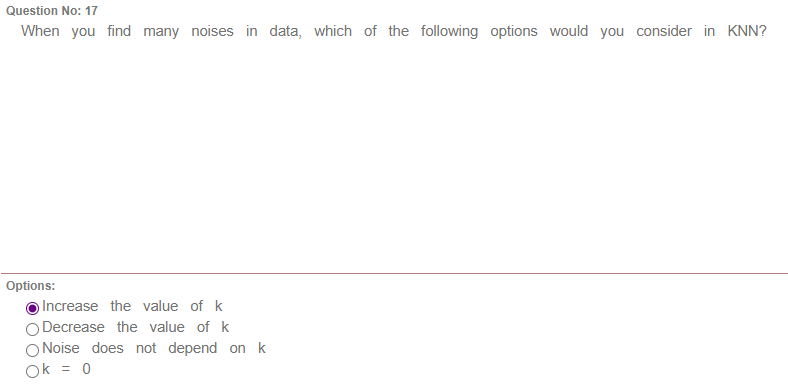 Question No: 17
When you find many noises in data, which of the following options would you consider in KNN?
Options:
Increase the value of k
Decrease the value of k
Noise does not depend on k
k = 0